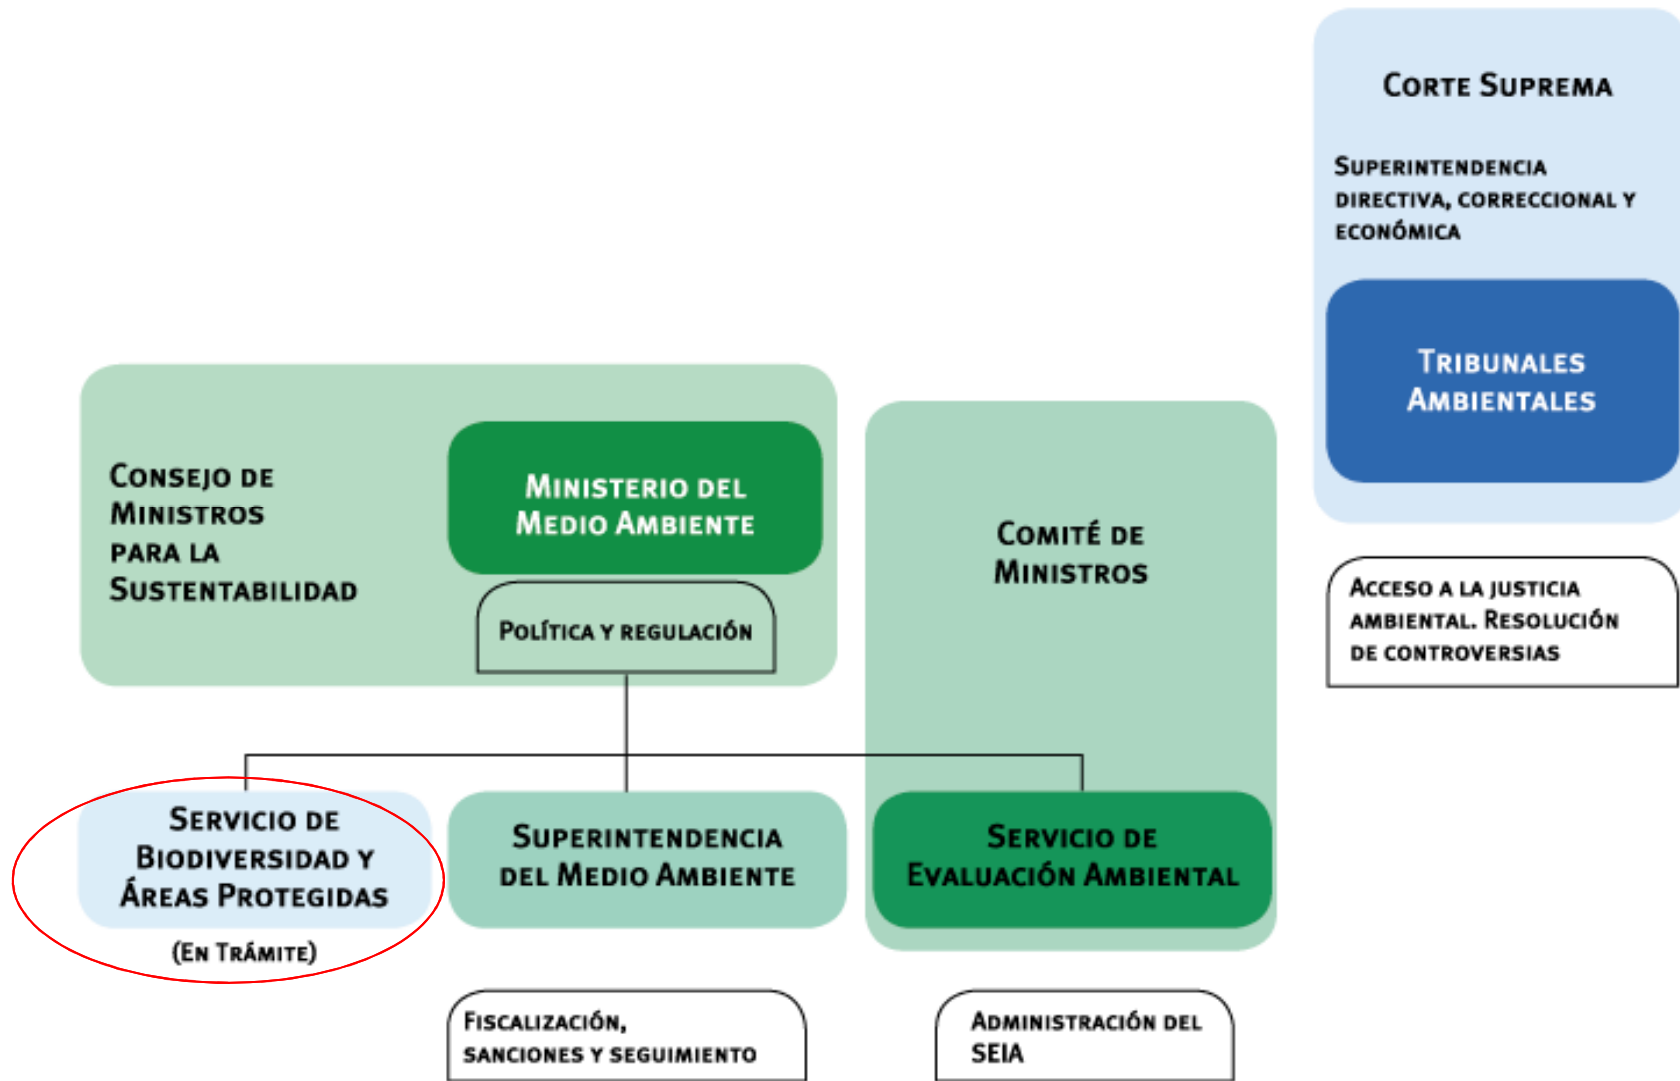 CORTE SUPREMA
SUPERINTENDENCIA
DIRECTIVA, CORRECCIONAL Y
ECONÓMICA
TRIBUNALES
AMBIENTALES
ACCESO A LA JUSTICIA
AMBIENTAL. RESOLUCIÓN
DE CONTROVERSIAS
CONSEJO DE
MINISTROS
PARA LA
SUSTENTABILIDAD
MINISTERIO DEL
MEDIO AMBIENTE
POLÍTICA Y REGULACIÓN
COMITÉ DE
MINISTROS
SERVICIO DE
BIODIVERSIDAD Y
ÁREAS PROTEGIDAS
(EN TRÁMITE)
SUPERINTENDENCIA
DEL MEDIO AMBIENTE
FISCALIZACIÓN,
SANCIONES Y SEGUIMIENTO
SERVICIO DE
EVALUACIÓN AMBIENTAL
ADMINISTRACIÓN DEL
SEIA